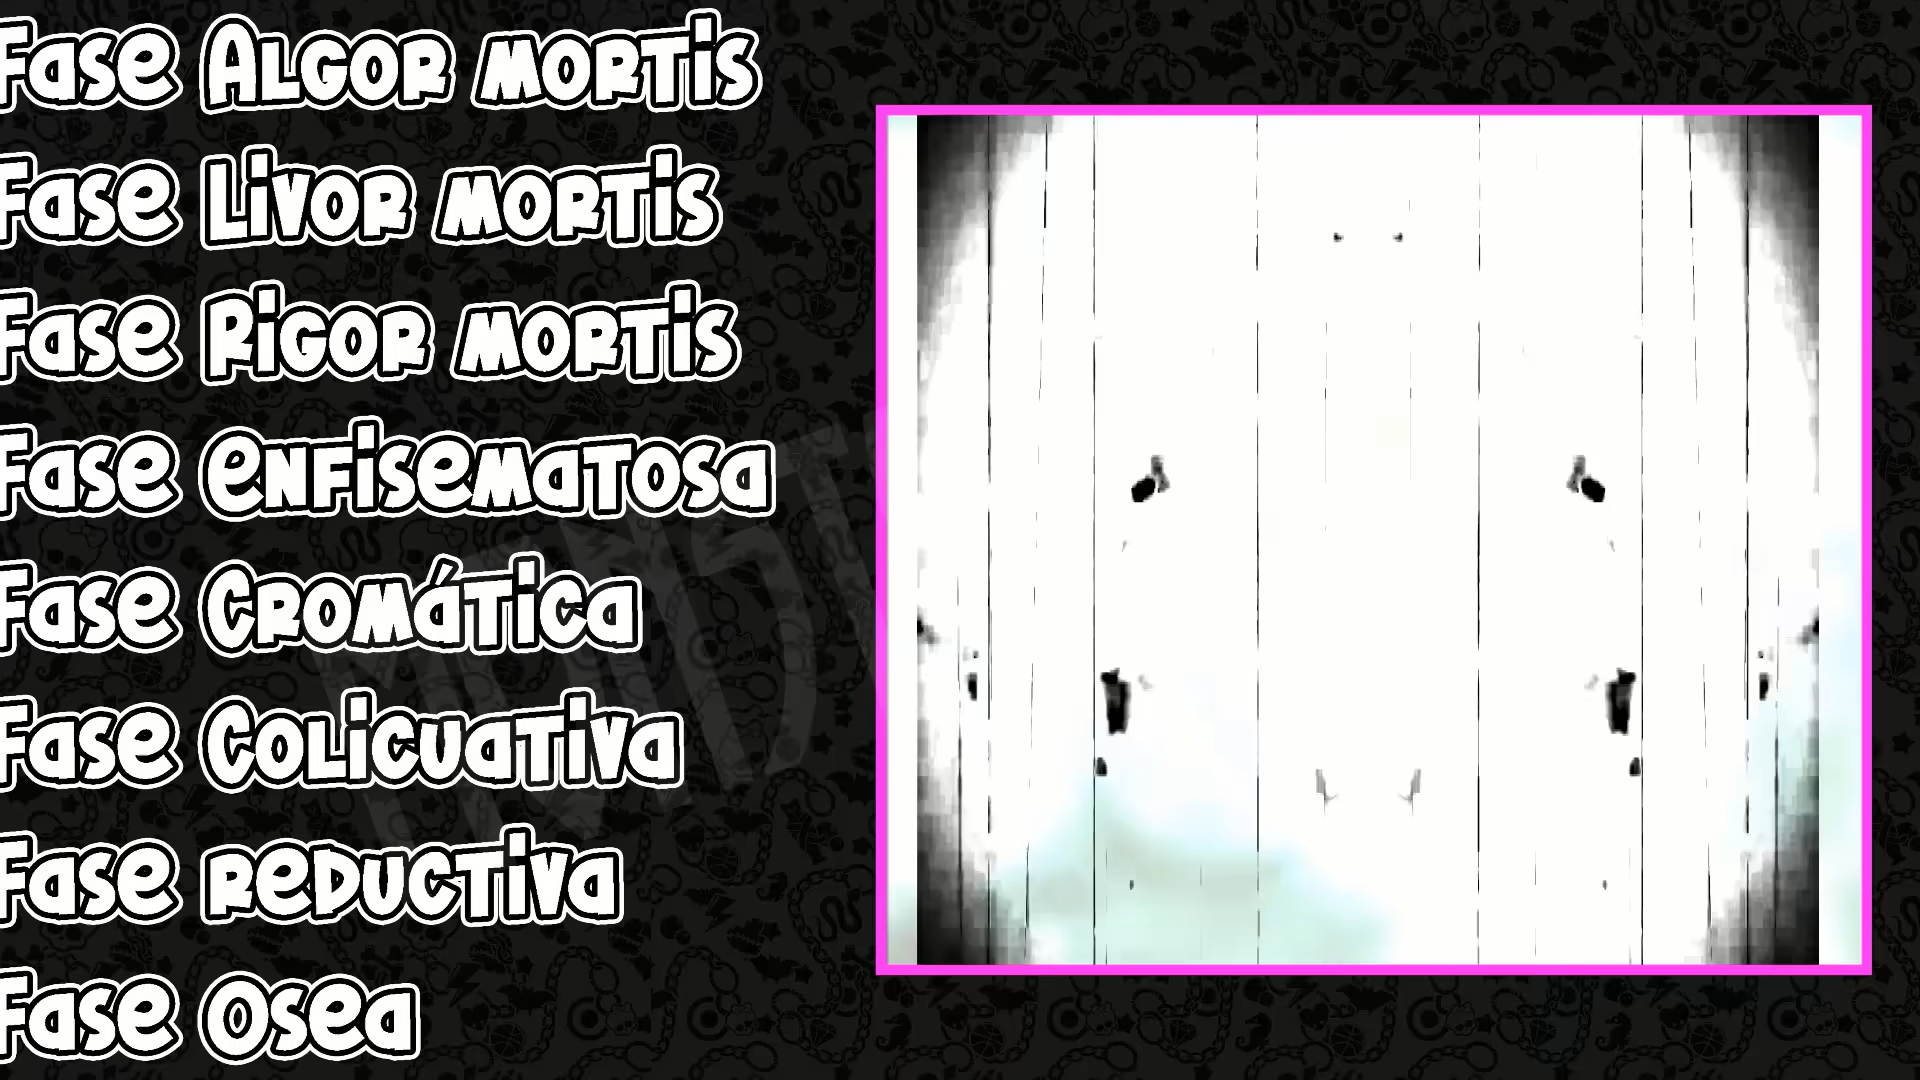 Fase Algor mortis
Fase Livor mortis
Fase Rigor mortis
Fase Enfisematosa
Fase Cromática
Fase Colicuativa
Fase reductiva
Fase Osea